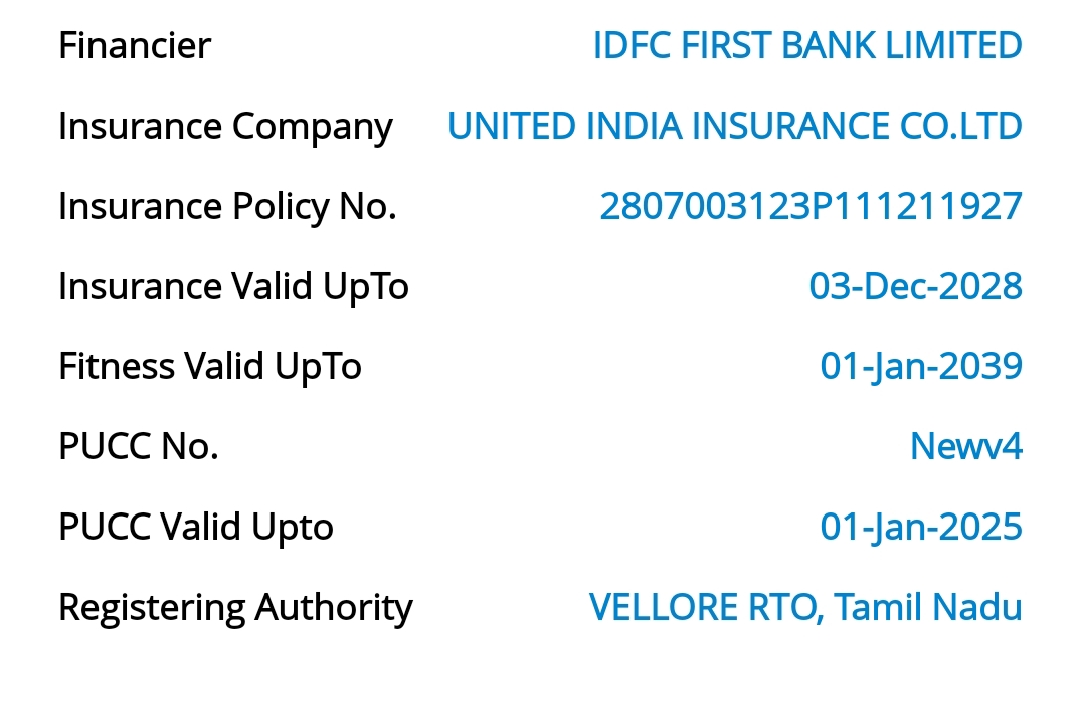 Financier IDFC FIRST BANK LIMITED
Insurance Company UNITED INDIA INSURANCE CO.LTD
Insurance Policy No. 2807003123P111211927
Insurance Valid UpTo 03-Dec-2028
Fitness Valid UpTo 01-Jan-2039
PUCC No. Newv4
PUCC Valid Upto 01-Jan-2025
Registering Authority VELLORE RTO, Tamil Nadu